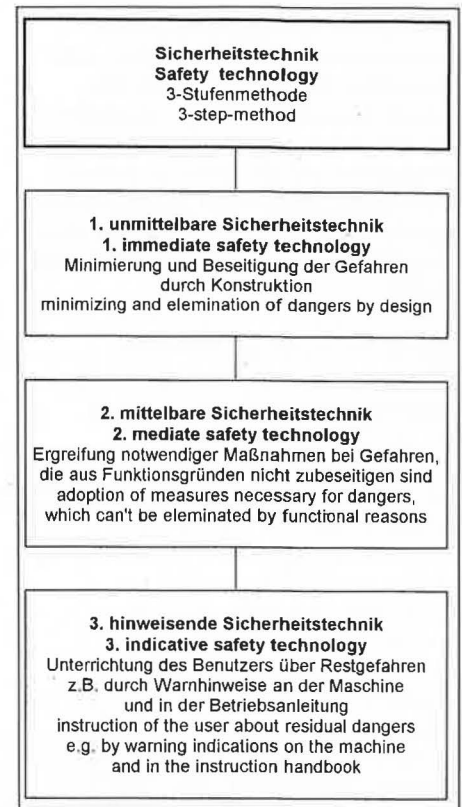 Sicherheitstechnik
Safety technology
3-Stufenmethode
3-step-method
1. unmittelbare Sicherheitstechnik
1. immediate safety technology
Minimierung und Beseitigung der Gefahren
durch Konstruktion
minimizing and elemination of dangers by design
2. mittelbare Sicherheitstechnik
2. mediate safety technology
Ergreifung notwendiger Maßnahmen bei Gefahren,
die aus Funktionsgründen nicht zubeseitigen sind
adoption of measures necessary for dangers,
which can't be eleminated by functional reasons
3. hinweisende Sicherheitstechnik
3. indicative safety technology
Unterrichtung des Benutzers über Restgefahren
z.B. durch Warnhinweise an der Maschine
und in der Betriebsanleitung
instruction of the user about residual dangers
e.g. by warning indications on the machine
and in the instruction handbook